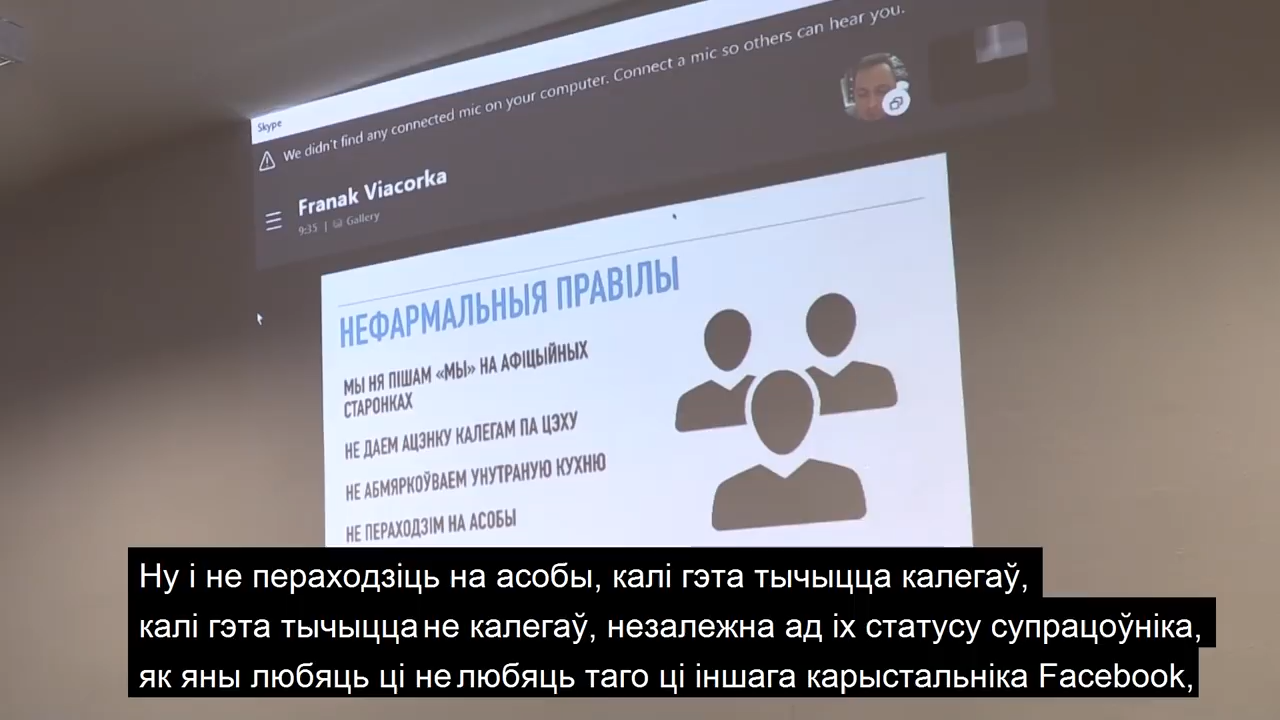 Skype
We didn't find any connected mic on your computer. Connect a mic so others can hear you.
Franak Viacorka
9:35 | Gallery
НЕФАРМАЛЬНЫЯ ПРАВІЛЫ
МЫ НЯ ПІШАМ «МЫ» НА АФІЦЫЙНЫХ
СТАРОНКАХ
НЕ ДАЕМ АЦЭНКУ КАЛЕГАМ ПА ЦЭХУ
НЕ АБМЯРКОЎВАЕМ УНУТРАНУЮ КУХНЮ
НЕ ПЕРАХОДЗІМ НА АСОБЫ
Ну і не пераходзіць на асобы, калі гэта тычыцца калегаў,
калі гэта тычыцца не калегаў, незалежна ад іх статусу супрацоўніка,
як яны любяць ці не любяць таго ці іншага карыстальніка Facebook,